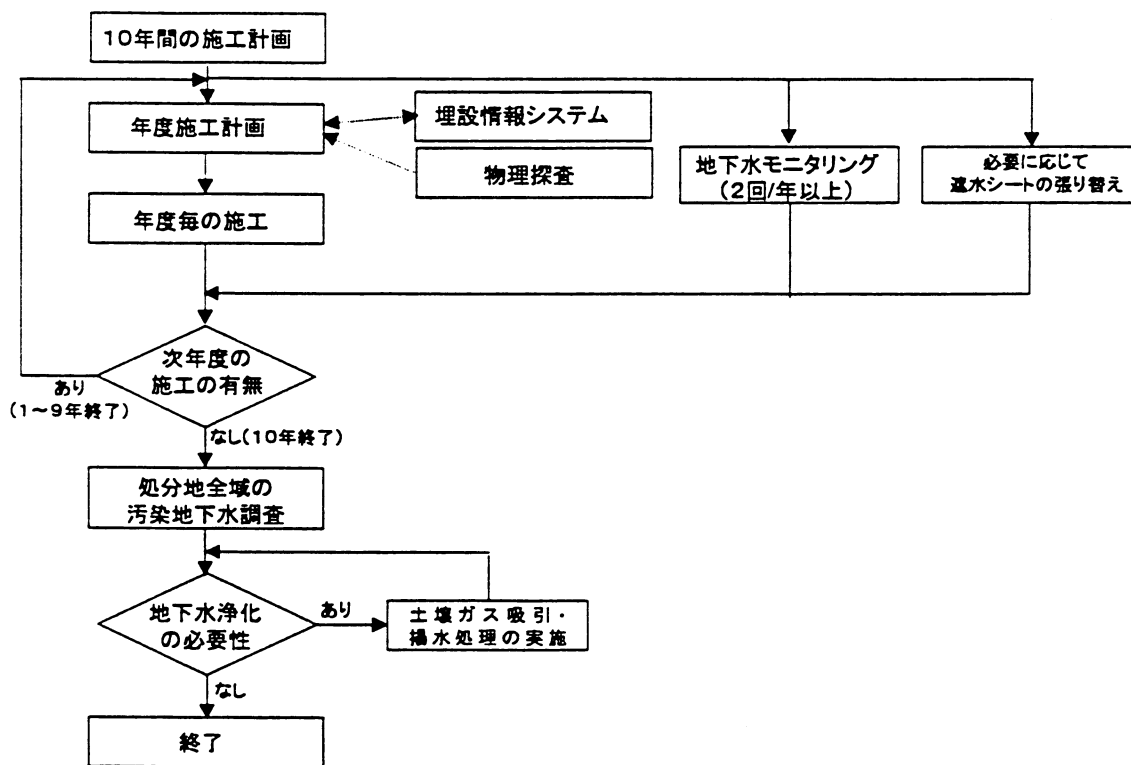 10年間の施工計画
年度施工計画
埋設情報システム
物理探査
地下水モニタリング
(2回/年以上)
必要に応じて
遮水シートの張り替え
年度毎の施工
次年度の
施工の有無
あり
(1～9年終了)
なし(10年終了)
処分地全域の
汚染地下水調査
地下水浄化
の必要性
あり
土壌ガス吸引・
揚水処理の実施
なし
終了